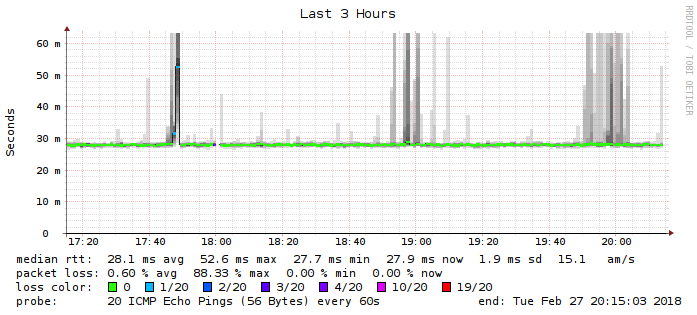 Last 3 Hours
RRDTOOL / TOBI OETIKER
Seconds
60 m
50 m
40 m
30 m
20 m
10 m
0
17:20 17:40 18:00 18:20 18:40 19:00 19:20 19:40 20:00
median rtt: 28.1 ms avg 52.6 ms max 27.7 ms min 27.9 ms now 1.9 ms sd 15.1 am/s
packet loss: 0.60 % avg 88.33 % max 0.00 % min 0.00 % now
loss color: 0 1/20 2/20 3/20 4/20 10/20 19/20
probe: 20 ICMP Echo Pings (56 Bytes) every 60s end: Tue Feb 27 20:15:03 2018